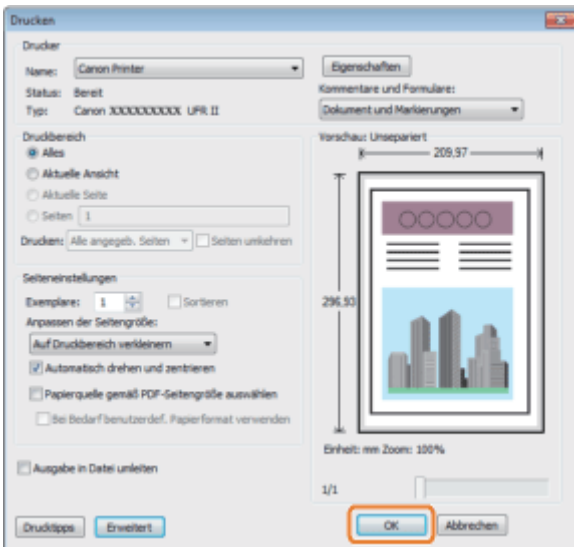 Drucken
Drucker
Name: Canon Printer
Eigenschaften
Status: Bereit
Kommentare und Formulare:
Typ: Canon XXXXXXXXXX UFR II
Dokument und Markierungen
Druckbereich
Alles
Aktuelle Ansicht
Aktuelle Seite
Seiten 1
Drucken: Alle angegeb. Seiten
Seiten umkehren
Vorschau: Unsepariert
209,97
296,93
Seiteneinstellungen
Exemplare: 1
Sortieren
Anpassen der Seitengröße:
Auf Druckbereich verkleinern
Automatisch drehen und zentrieren
Papierquelle gemäß PDF-Seitengröße auswählen
Bei Bedarf benutzerdef. Papierformat verwenden
Einheit: mm Zoom: 100%
Ausgabe in Datei umleiten
1/1
Drucktipps
Erweitert
OK
Abbrechen